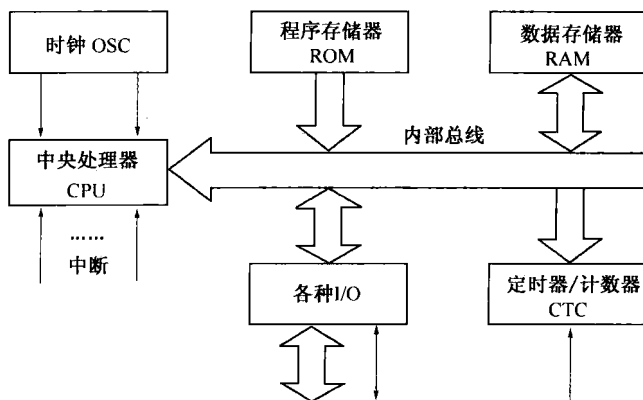 时钟 OSC
程序存储器
ROM
数据存储器
RAM
内部总线
中央处理器
CPU
……
中断
各种I/O
定时器/计数器
CTC